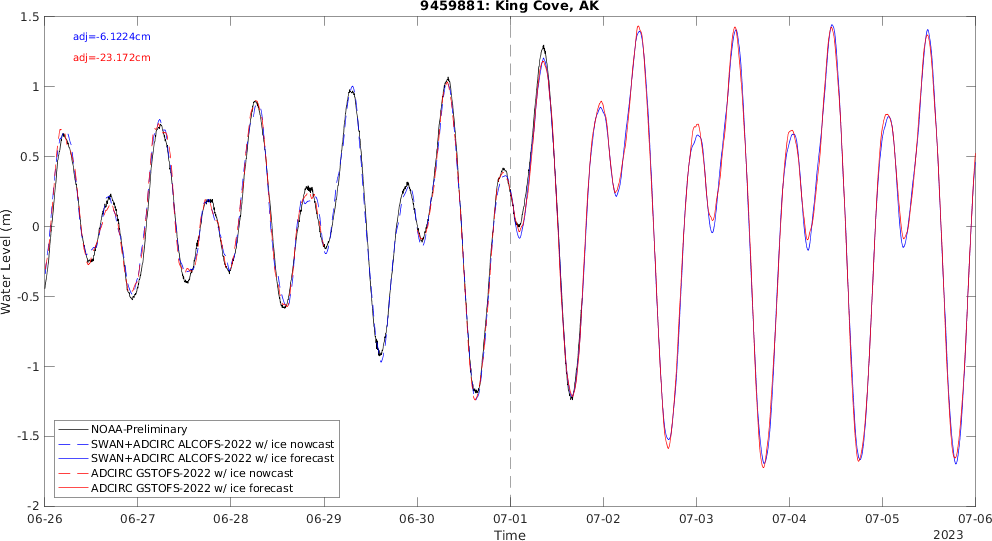 9459881: King Cove, AK
adj=-6.1224cm
adj=-23.172cm
1.5
1
0.5
0
-0.5
-1
-1.5
-2
Water Level (m)
NOAA-Preliminary
SWAN+ADCIRC ALCOFS-2022 w/ ice nowcast
SWAN+ADCIRC ALCOFS-2022 w/ ice forecast
ADCIRC GSTOFS-2022 w/ ice nowcast
ADCIRC GSTOFS-2022 w/ ice forecast
06-26 06-27 06-28 06-29 06-30 07-01 07-02 07-03 07-04 07-05 07-06
Time
2023